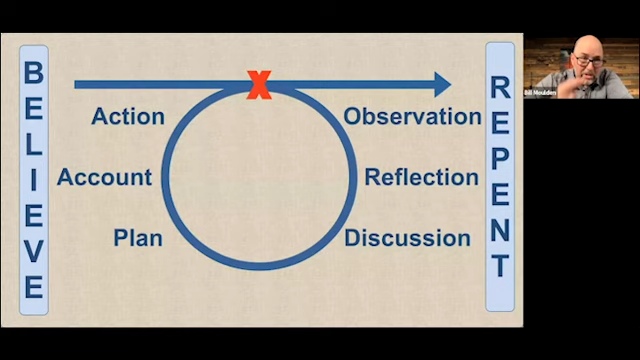 BELIEVE
X
Action
Account
Plan
Observation
Reflection
Discussion
REPENT
Bill Moulden